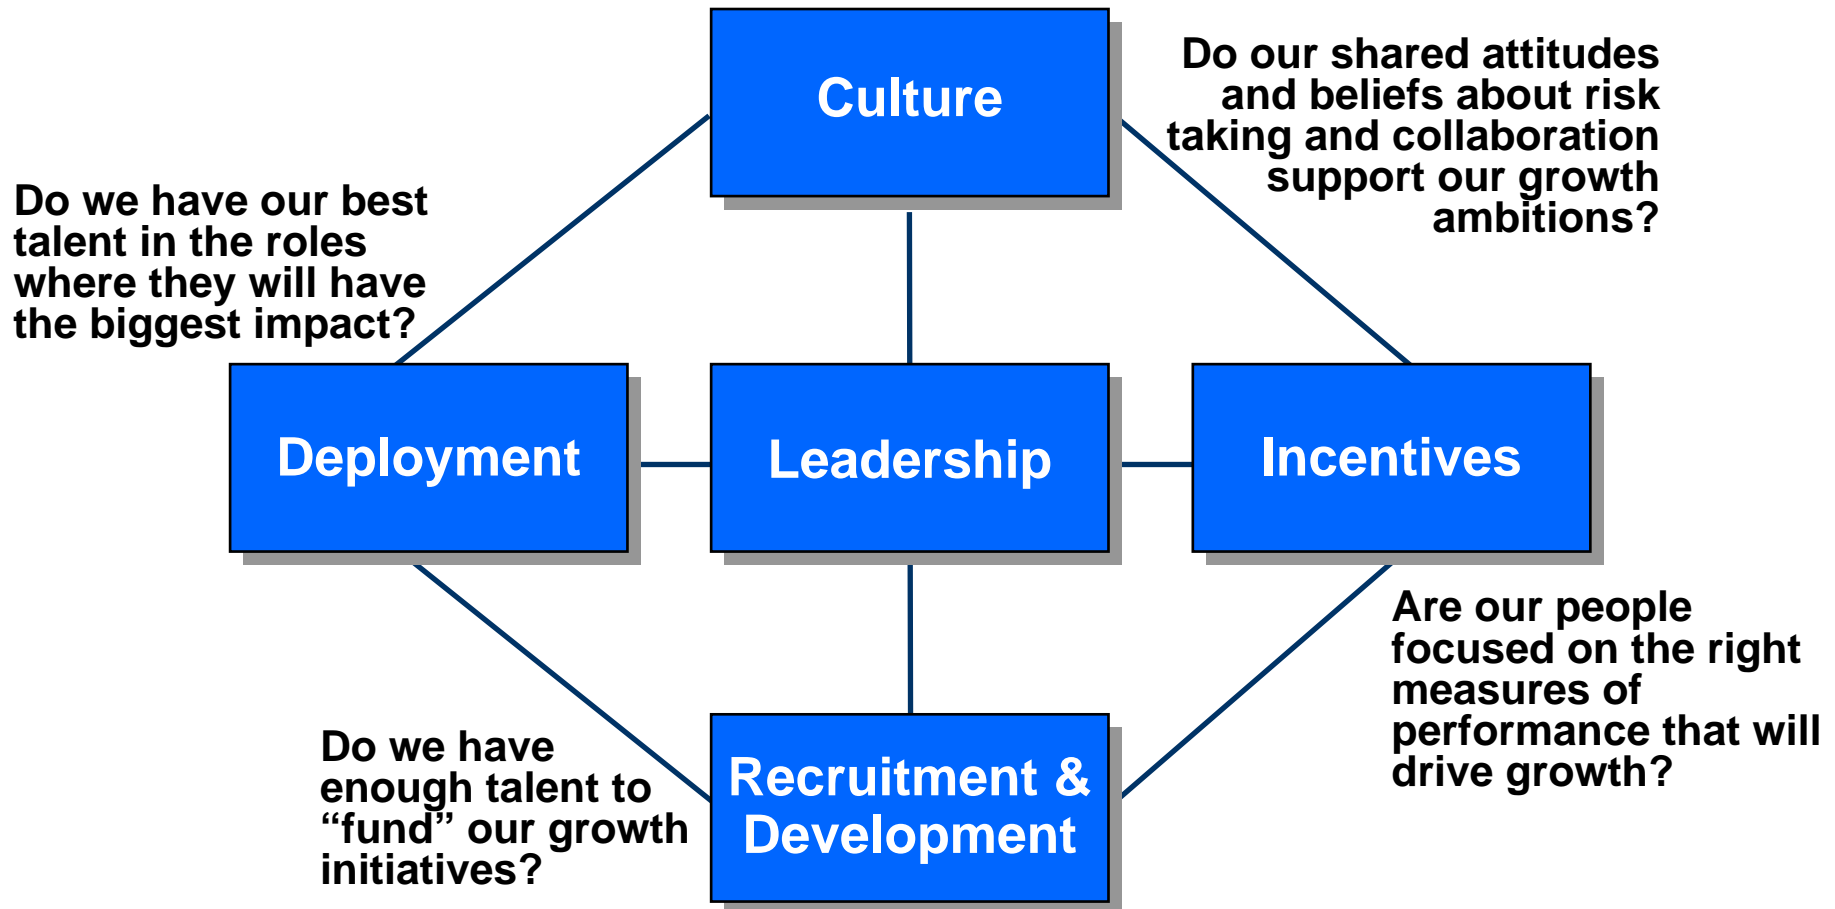 Culture
Do our shared attitudes
and beliefs about risk
taking and collaboration
support our growth
ambitions?
Do we have our best
talent in the roles
where they will have
the biggest impact?
Deployment
Leadership
Incentives
Are our people
focused on the right
measures of
performance that will
drive growth?
Do we have
enough talent to
“fund” our growth
initiatives?
Recruitment &
Development